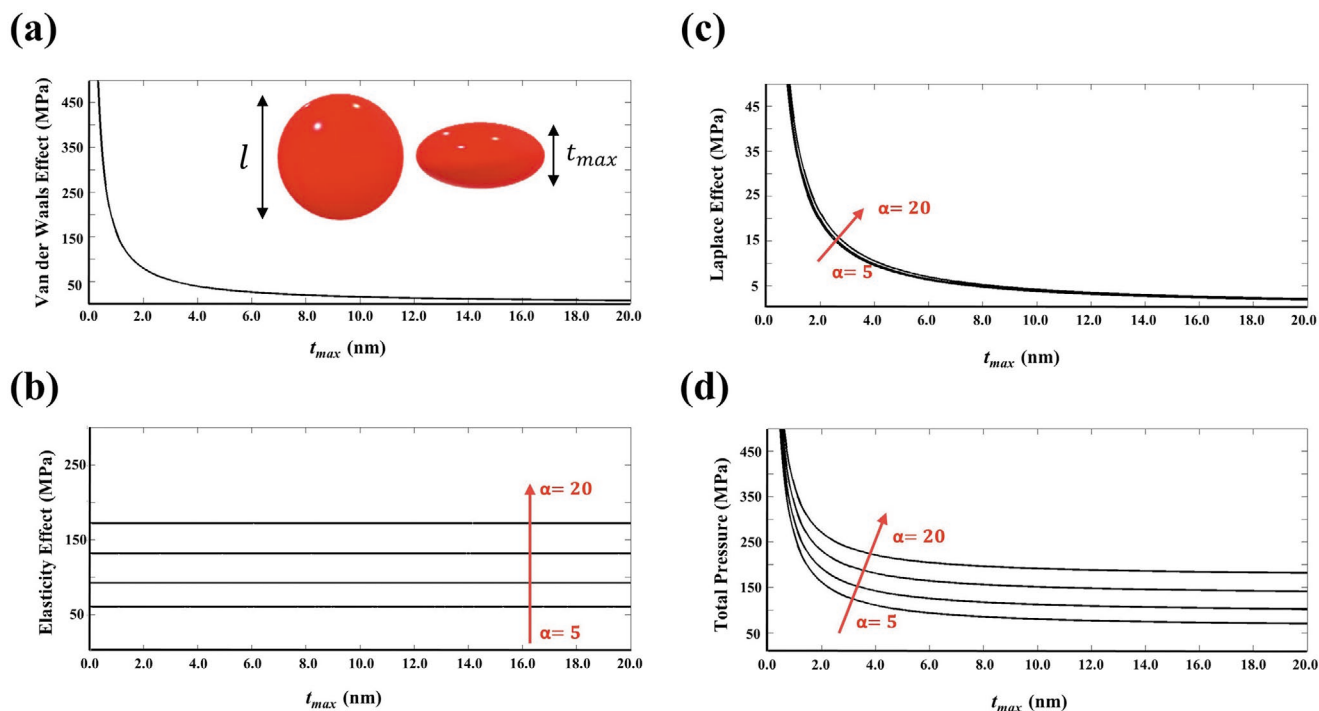 (a)
Van der Waals Effect (MPa)
450
350
250
150
50
0.0 2.0 4.0 6.0 8.0 10.0 12.0 14.0 16.0 18.0 20.0
t_max (nm)
l
t_max
(c)
Laplace Effect (MPa)
45
35
25
15
5
0.0 2.0 4.0 6.0 8.0 10.0 12.0 14.0 16.0 18.0 20.0
t_max (nm)
α= 20
α= 5
(b)
Elasticity Effect (MPa)
250
150
50
0.0 2.0 4.0 6.0 8.0 10.0 12.0 14.0 16.0 18.0 20.0
t_max (nm)
α= 20
α= 5
(d)
Total Pressure (MPa)
450
350
250
150
50
0.0 2.0 4.0 6.0 8.0 10.0 12.0 14.0 16.0 18.0 20.0
t_max (nm)
α= 20
α= 5